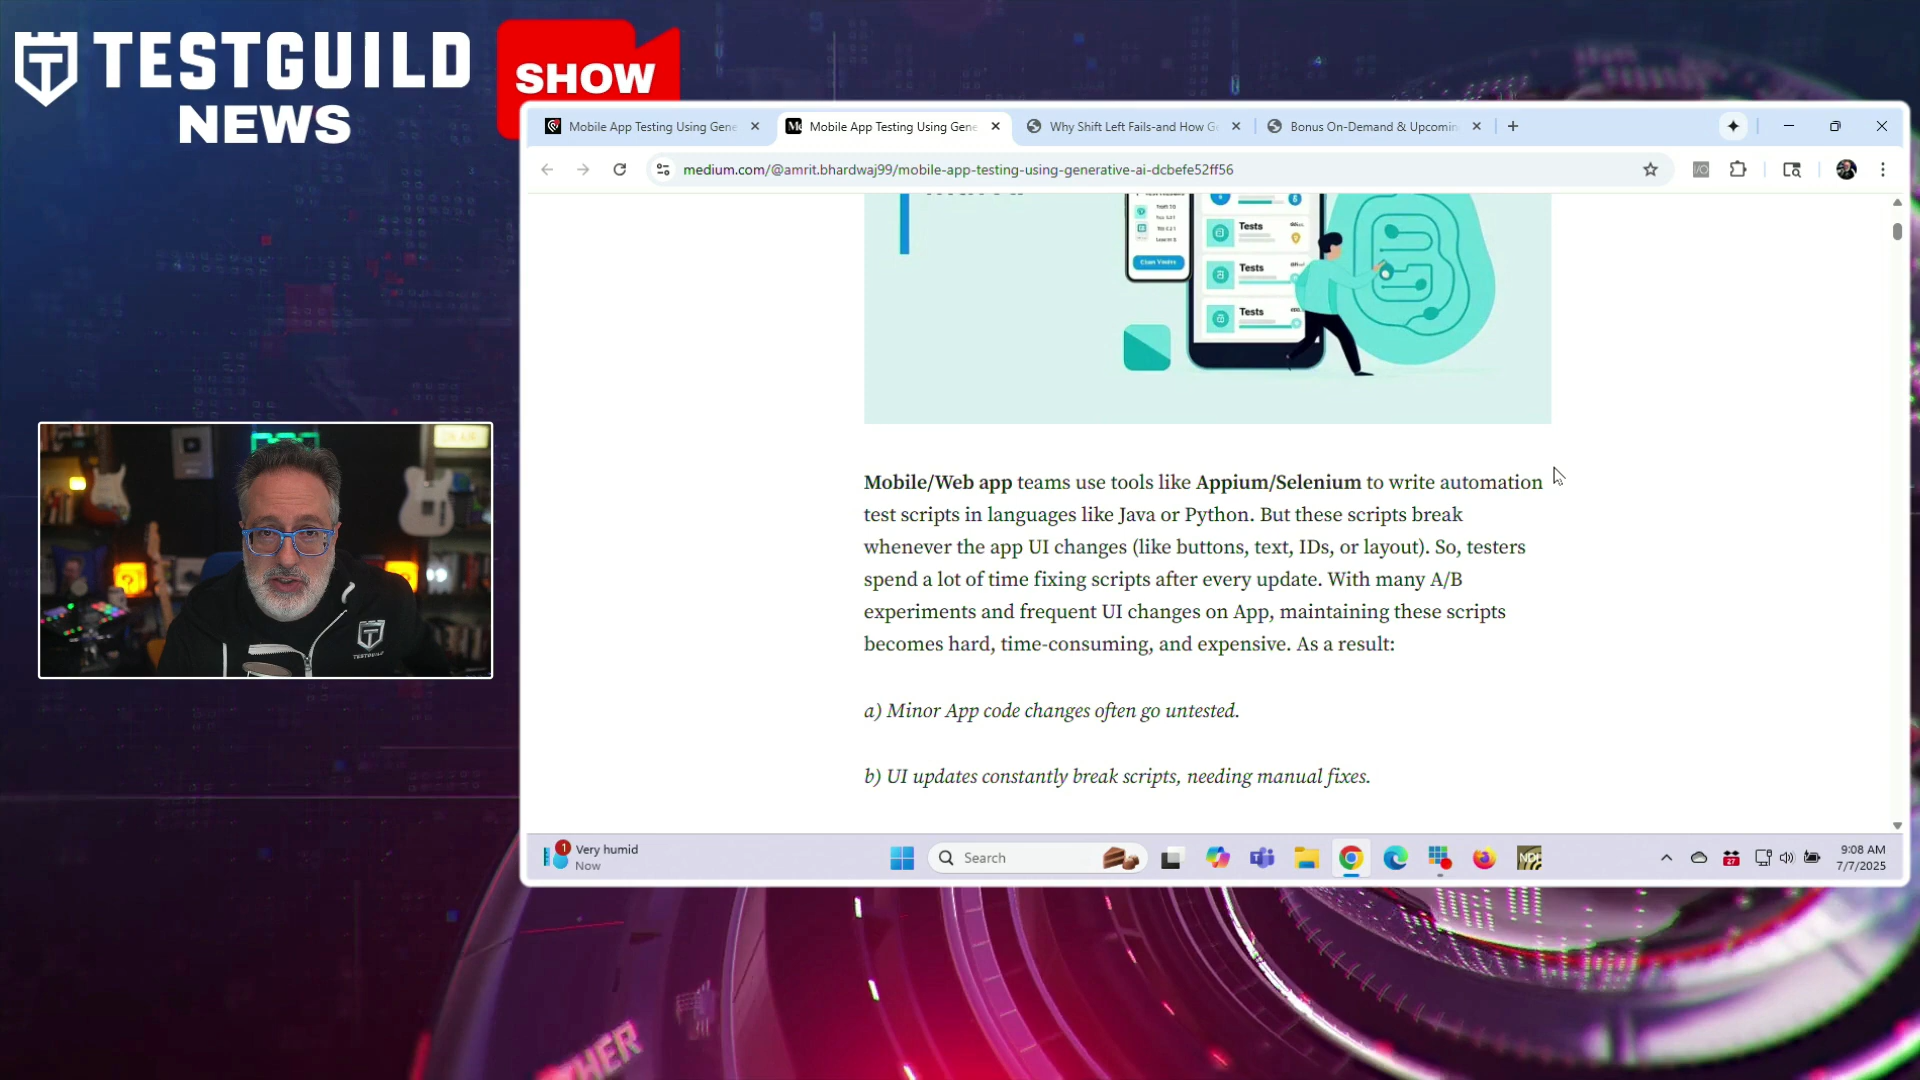 TESTGUILD
NEWS
SHOW
Mobile App Testing Using Gene
Mobile App Testing Using Gene
Why Shift Left Fails-and How G
Bonus On-Demand & Upcomin
medium.com/@amrit.bhardwaj99/mobile-app-testing-using-generative-ai-dcbefe52ff56
Tests
Tests
Tests
ON AIR
TESTGUILD
Mobile/Web app teams use tools like Appium/Selenium to write automation
test scripts in languages like Java or Python. But these scripts break
whenever the app UI changes (like buttons, text, IDs, or layout). So, testers
spend a lot of time fixing scripts after every update. With many A/B
experiments and frequent UI changes on App, maintaining these scripts
becomes hard, time-consuming, and expensive. As a result:
a) Minor App code changes often go untested.
b) UI updates constantly break scripts, needing manual fixes.
1
Very humid
Now
Search
27
9:08 AM
7/7/2025